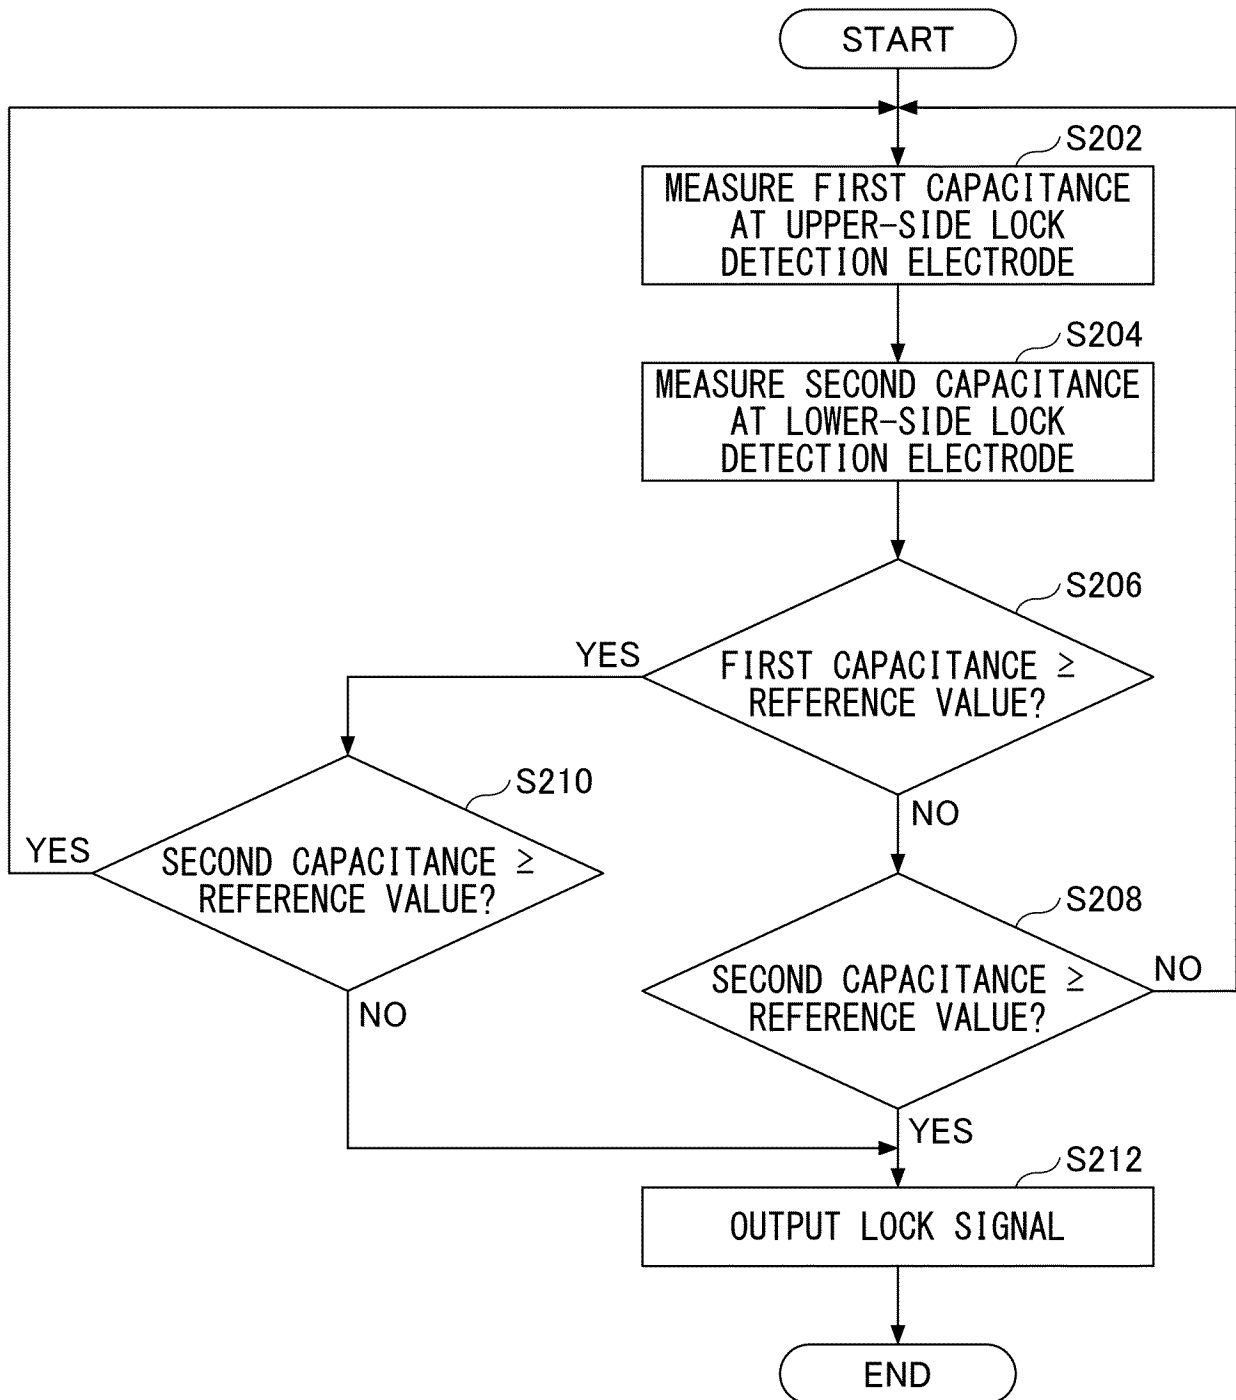 START
S202
MEASURE FIRST CAPACITANCE
AT UPPER-SIDE LOCK
DETECTION ELECTRODE
S204
MEASURE SECOND CAPACITANCE
AT LOWER-SIDE LOCK
DETECTION ELECTRODE
S206
YES
FIRST CAPACITANCE ≥
REFERENCE VALUE?
NO
S210
YES
SECOND CAPACITANCE ≥
REFERENCE VALUE?
NO
S208
SECOND CAPACITANCE ≥
REFERENCE VALUE?
NO
YES
S212
OUTPUT LOCK SIGNAL
END